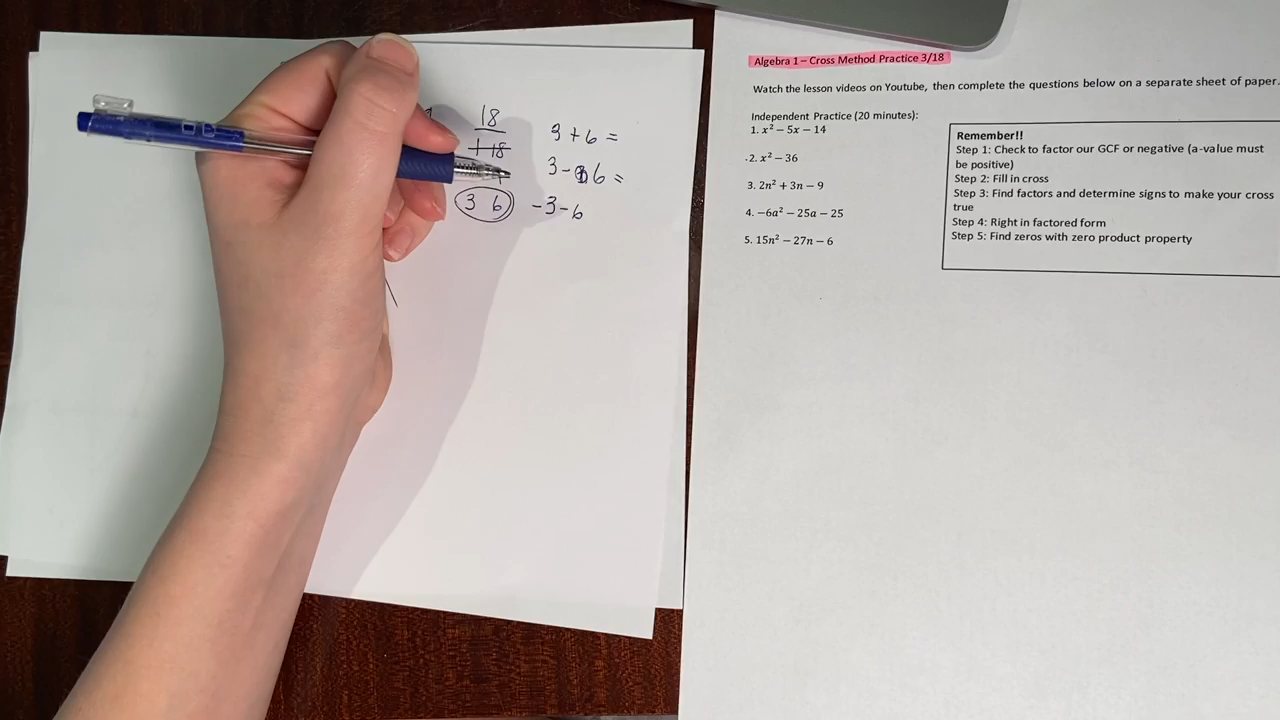 18
1 18
3 6
3 + 6 =
3 - 6 =
-3 - 6
Algebra 1 – Cross Method Practice 3/18
Watch the lesson videos on Youtube, then complete the questions below on a separate sheet of paper.
Independent Practice (20 minutes):
1. x² − 5x − 14
2. x² − 36
3. 2n² + 3n − 9
4. −6a² − 25a − 25
5. 15n² − 27n − 6
Remember!!
Step 1: Check to factor our GCF or negative (a-value must
be positive)
Step 2: Fill in cross
Step 3: Find factors and determine signs to make your cross
true
Step 4: Right in factored form
Step 5: Find zeros with zero product property